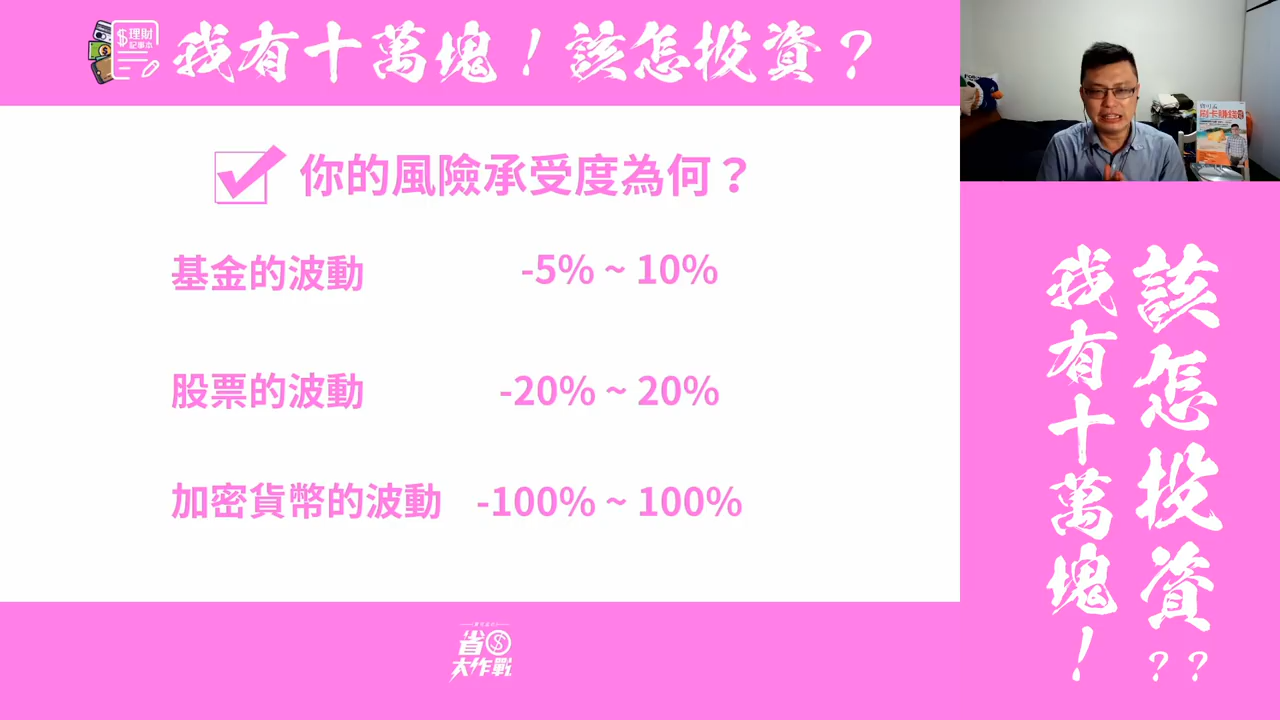 理財
記事本
我有十萬塊！該怎投資？
你的風險承受度為何？
基金的波動 -5% ~ 10%
股票的波動 -20% ~ 20%
加密貨幣的波動 -100% ~ 100%
省
大作戰
刷卡賺錢
該怎投資??
我有十萬塊！